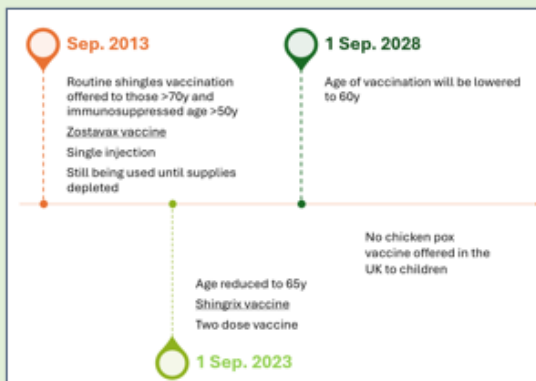 Sep. 2013
Routine shingles vaccination
offered to those >70y and
immunosuppressed age >50y
Zostavax vaccine
Single injection
Still being used until supplies
depleted
1 Sep. 2028
Age of vaccination will be lowered
to 60y
No chicken pox
vaccine offered in the
UK to children
Age reduced to 65y
Shingrix vaccine
Two dose vaccine
1 Sep. 2023